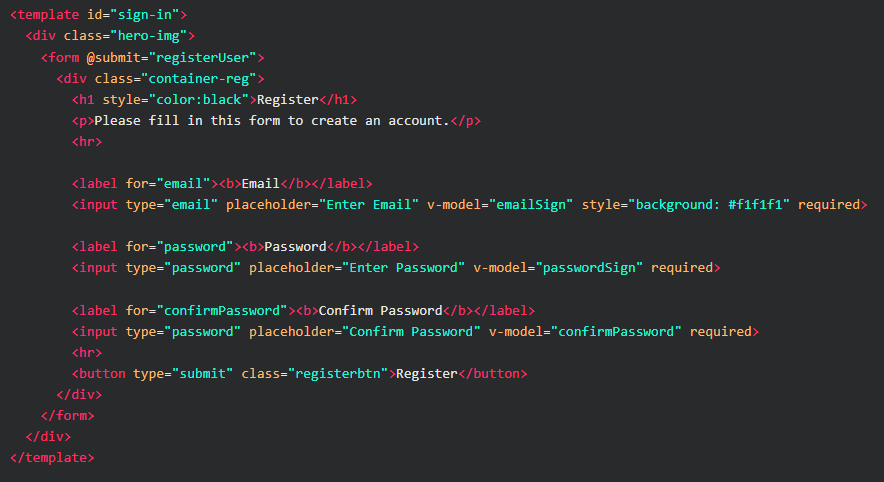 <template id="sign-in">
  <div class="hero-img">
    <form @submit="registerUser">
      <div class="container-reg">
        <h1 style="color:black">Register</h1>
        <p>Please fill in this form to create an account.</p>
        <hr>

        <label for="email"><b>Email</b></label>
        <input type="email" placeholder="Enter Email" v-model="emailSign" style="background: #f1f1f1" required>

        <label for="password"><b>Password</b></label>
        <input type="password" placeholder="Enter Password" v-model="passwordSign" required>

        <label for="confirmPassword"><b>Confirm Password</b></label>
        <input type="password" placeholder="Confirm Password" v-model="confirmPassword" required>
        <hr>
        <button type="submit" class="registerbtn">Register</button>
      </div>
    </form>
  </div>
</template>